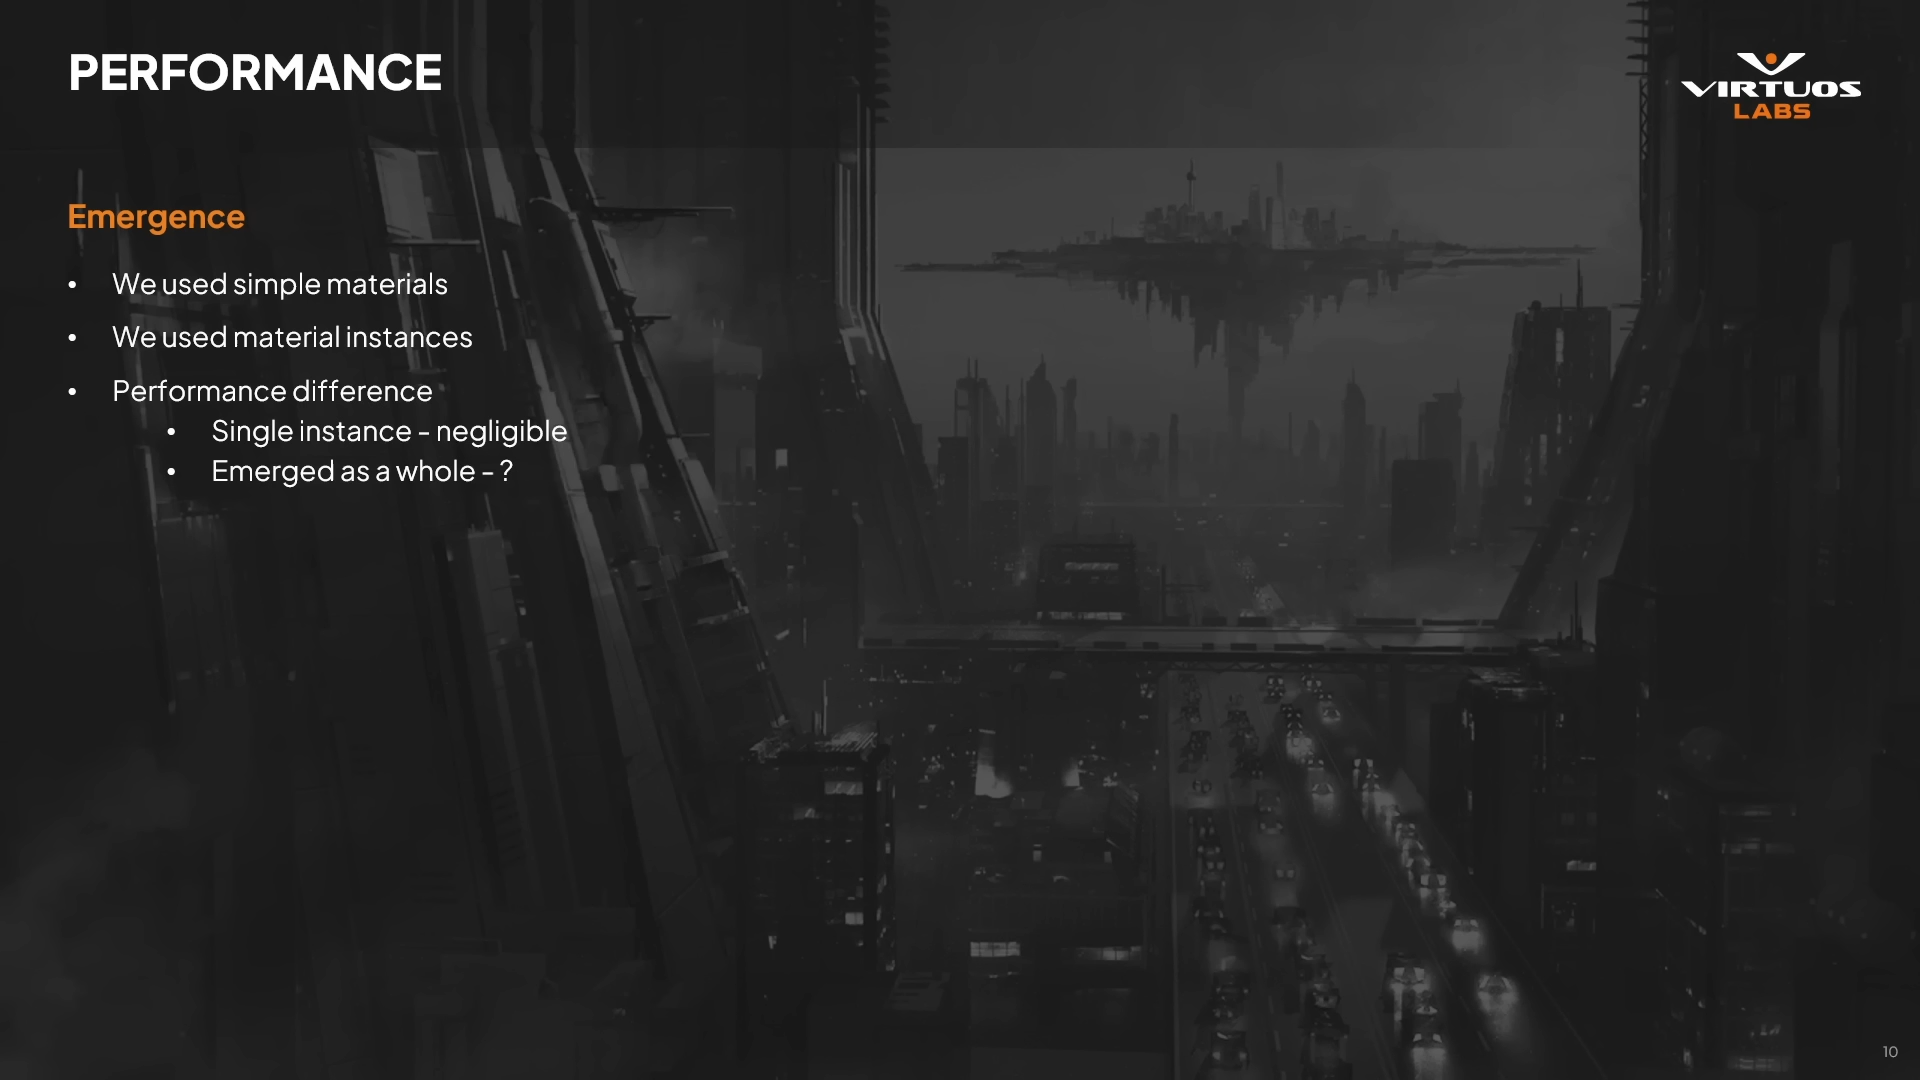 PERFORMANCE
VIRTUOS
LABS
Emergence
• We used simple materials
• We used material instances
• Performance difference
• Single instance - negligible
• Emerged as a whole - ?
10